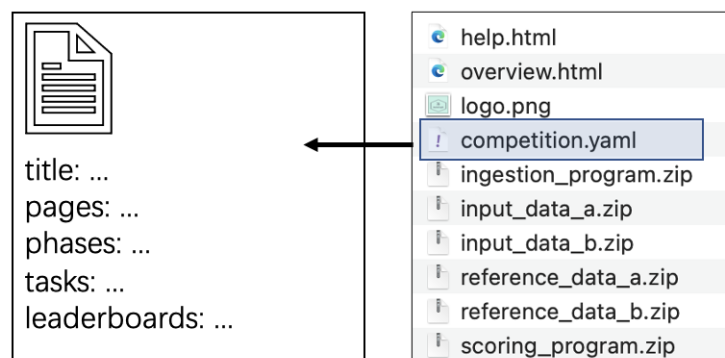 title: ...
pages: ...
phases: ...
tasks: ...
leaderboards: ...
help.html
overview.html
logo.png
competition.yaml
ingestion_program.zip
input_data_a.zip
input_data_b.zip
reference_data_a.zip
reference_data_b.zip
scoring_program.zip